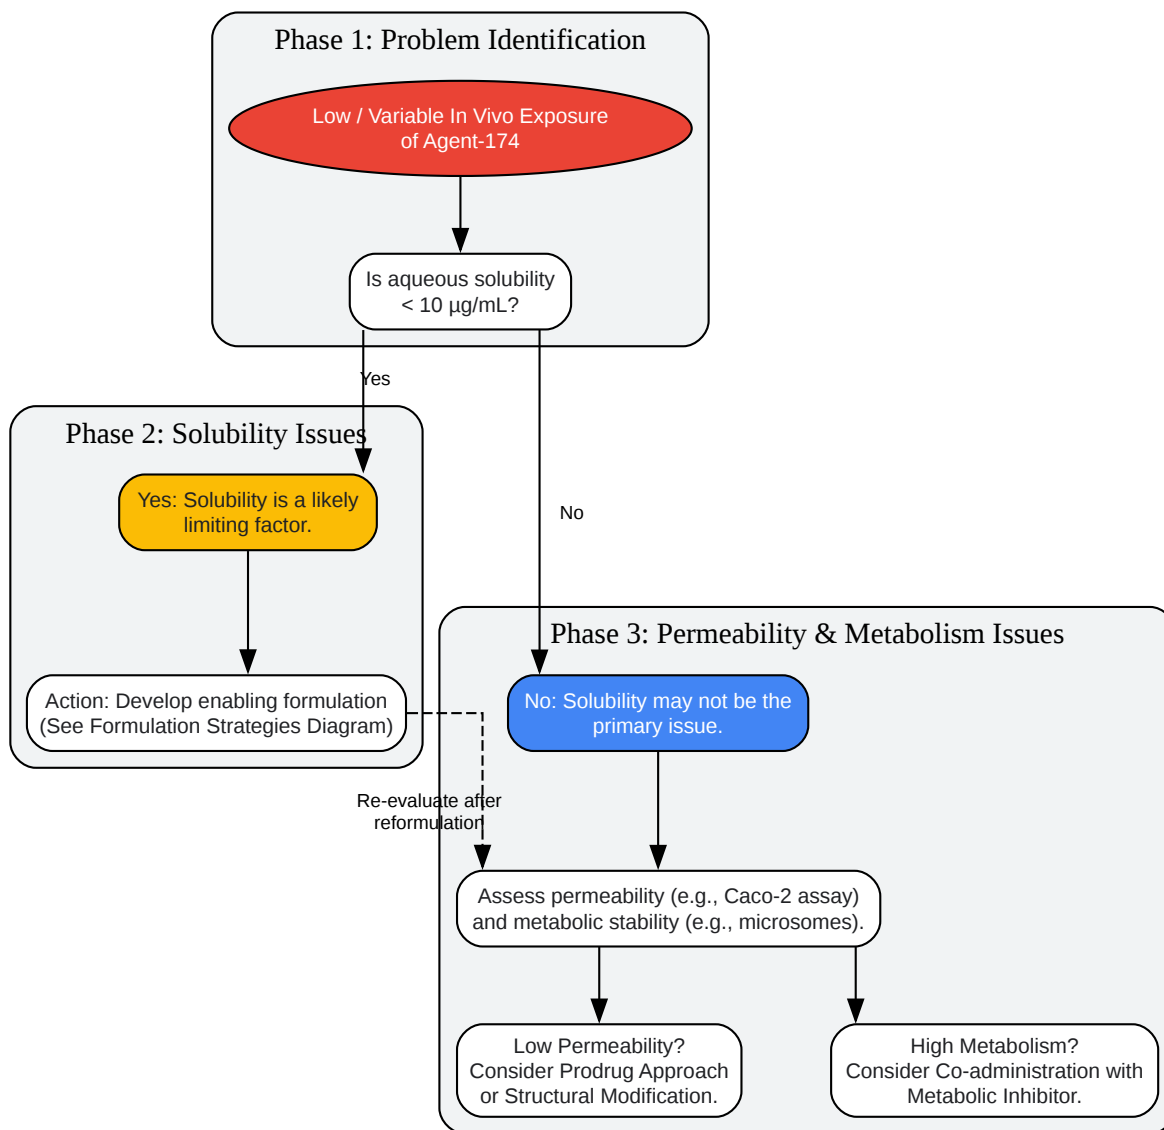 Phase 1: Problem Identification
Low / Variable In Vivo Exposure
of Agent-174
Is aqueous solubility
< 10 µg/mL?
Yes
Phase 2: Solubility Issues
Yes: Solubility is a likely
limiting factor.
No
Action: Develop enabling formulation
(See Formulation Strategies Diagram)
Phase 3: Permeability & Metabolism Issues
No: Solubility may not be the
primary issue.
Re-evaluate after
reformulation
Assess permeability (e.g., Caco-2 assay)
and metabolic stability (e.g., microsomes).
Low Permeability?
Consider Prodrug Approach
or Structural Modification.
High Metabolism?
Consider Co-administration with
Metabolic Inhibitor.